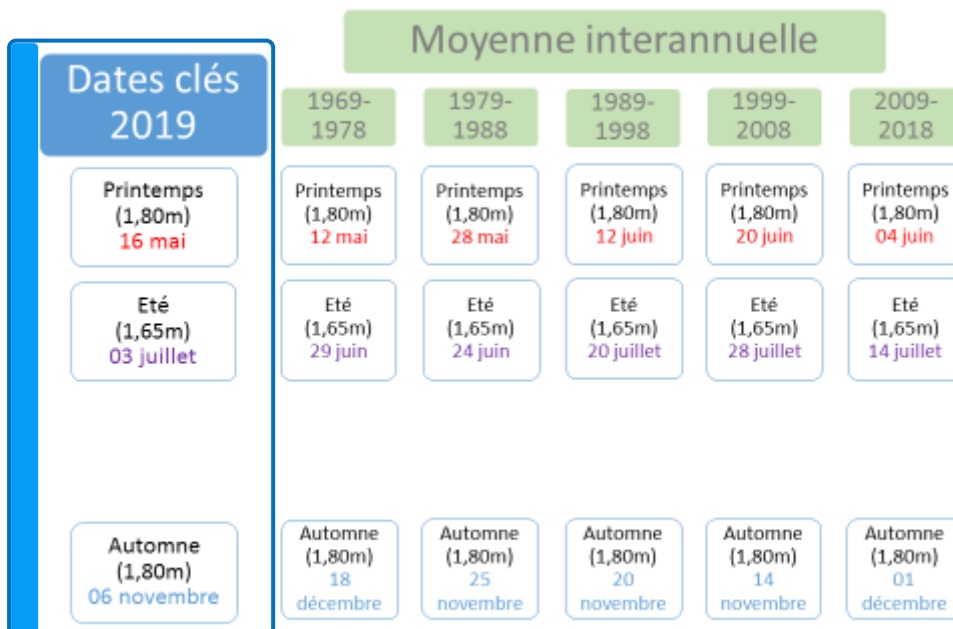 Moyenne interannuelle
Dates clés
2019
1969-
1978
1979-
1988
1989-
1998
1999-
2008
2009-
2018
Printemps
(1,80m)
16 mai
Printemps
(1,80m)
12 mai
Printemps
(1,80m)
28 mai
Printemps
(1,80m)
12 juin
Printemps
(1,80m)
20 juin
Printemps
(1,80m)
04 juin
Eté
(1,65m)
03 juillet
Eté
(1,65m)
29 juin
Eté
(1,65m)
24 juin
Eté
(1,65m)
20 juillet
Eté
(1,65m)
28 juillet
Eté
(1,65m)
14 juillet
Automne
(1,80m)
06 novembre
Automne
(1,80m)
18
décembre
Automne
(1,80m)
25
novembre
Automne
(1,80m)
20
novembre
Automne
(1,80m)
14
novembre
Automne
(1,80m)
01
décembre